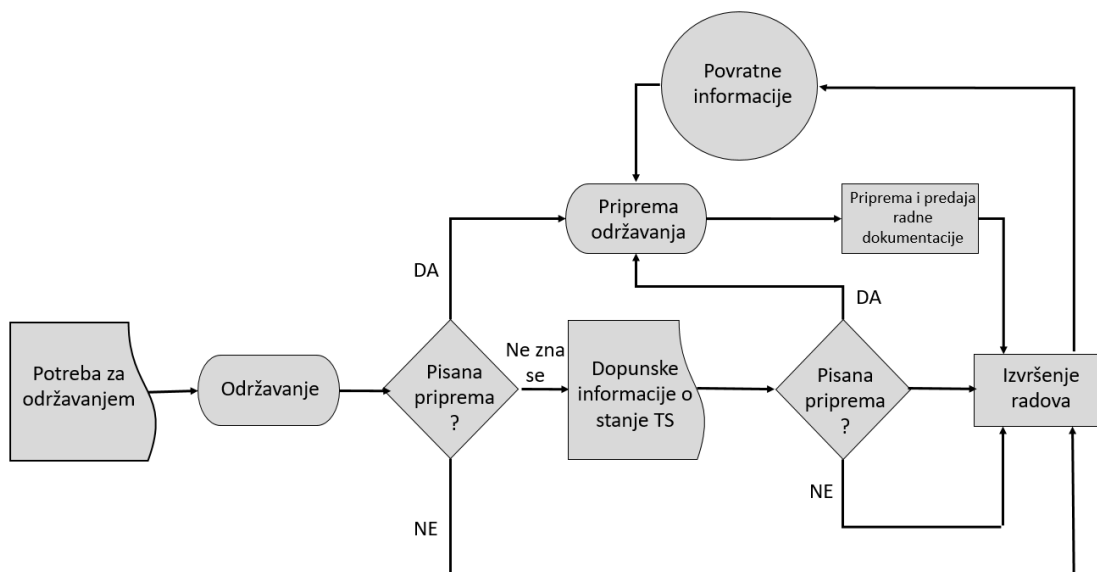 Povratne
informacije
Priprema
održavanja
Priprema i predaja
radne
dokumentacije
DA
DA
Potreba za
održavanjem
Održavanje
Pisana
priprema
?
Ne zna
se
Dopunske
informacije o
stanje TS
Pisana
priprema
?
Izvršenje
radova
NE
NE